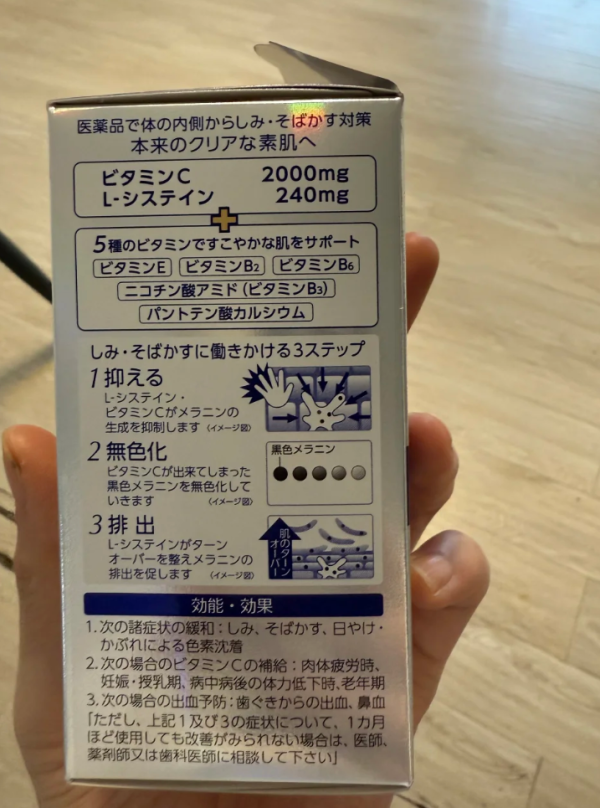 医薬品で体の内側からしみ・そばかす対策
本来のクリアな素肌へ
ビタミンC 2000mg
L-システイン 240mg
5種のビタミンですこやかな肌をサポート
ビタミンE ビタミンB2 ビタミンB6
ニコチン酸アミド(ビタミンB3)
パントテン酸カルシウム
しみ・そばかすに働きかける3ステップ
1 抑える
L-システイン・
ビタミンCがメラニンの
生成を抑制します 〈イメージ図〉
2 無色化
ビタミンCが出来てしまった
黒色メラニンを無色化して
いきます 〈イメージ図〉
黒色メラニン
3 排出
L-システインがターン
オーバーを整えメラニンの
排出を促します 〈イメージ図〉
肌のターン
オーバー
効能・効果
1.次の諸症状の緩和:しみ、そばかす、日やけ・
かぶれによる色素沈着
2.次の場合のビタミンCの補給:肉体疲労時、
妊娠・授乳期、病中病後の体力低下時、老年期
3.次の場合の出血予防:歯ぐきからの出血、鼻血
「ただし、上記1及び3の症状について、1カ月
ほど使用しても改善がみられない場合は、医師、
薬剤師又は歯科医師に相談して下さい」